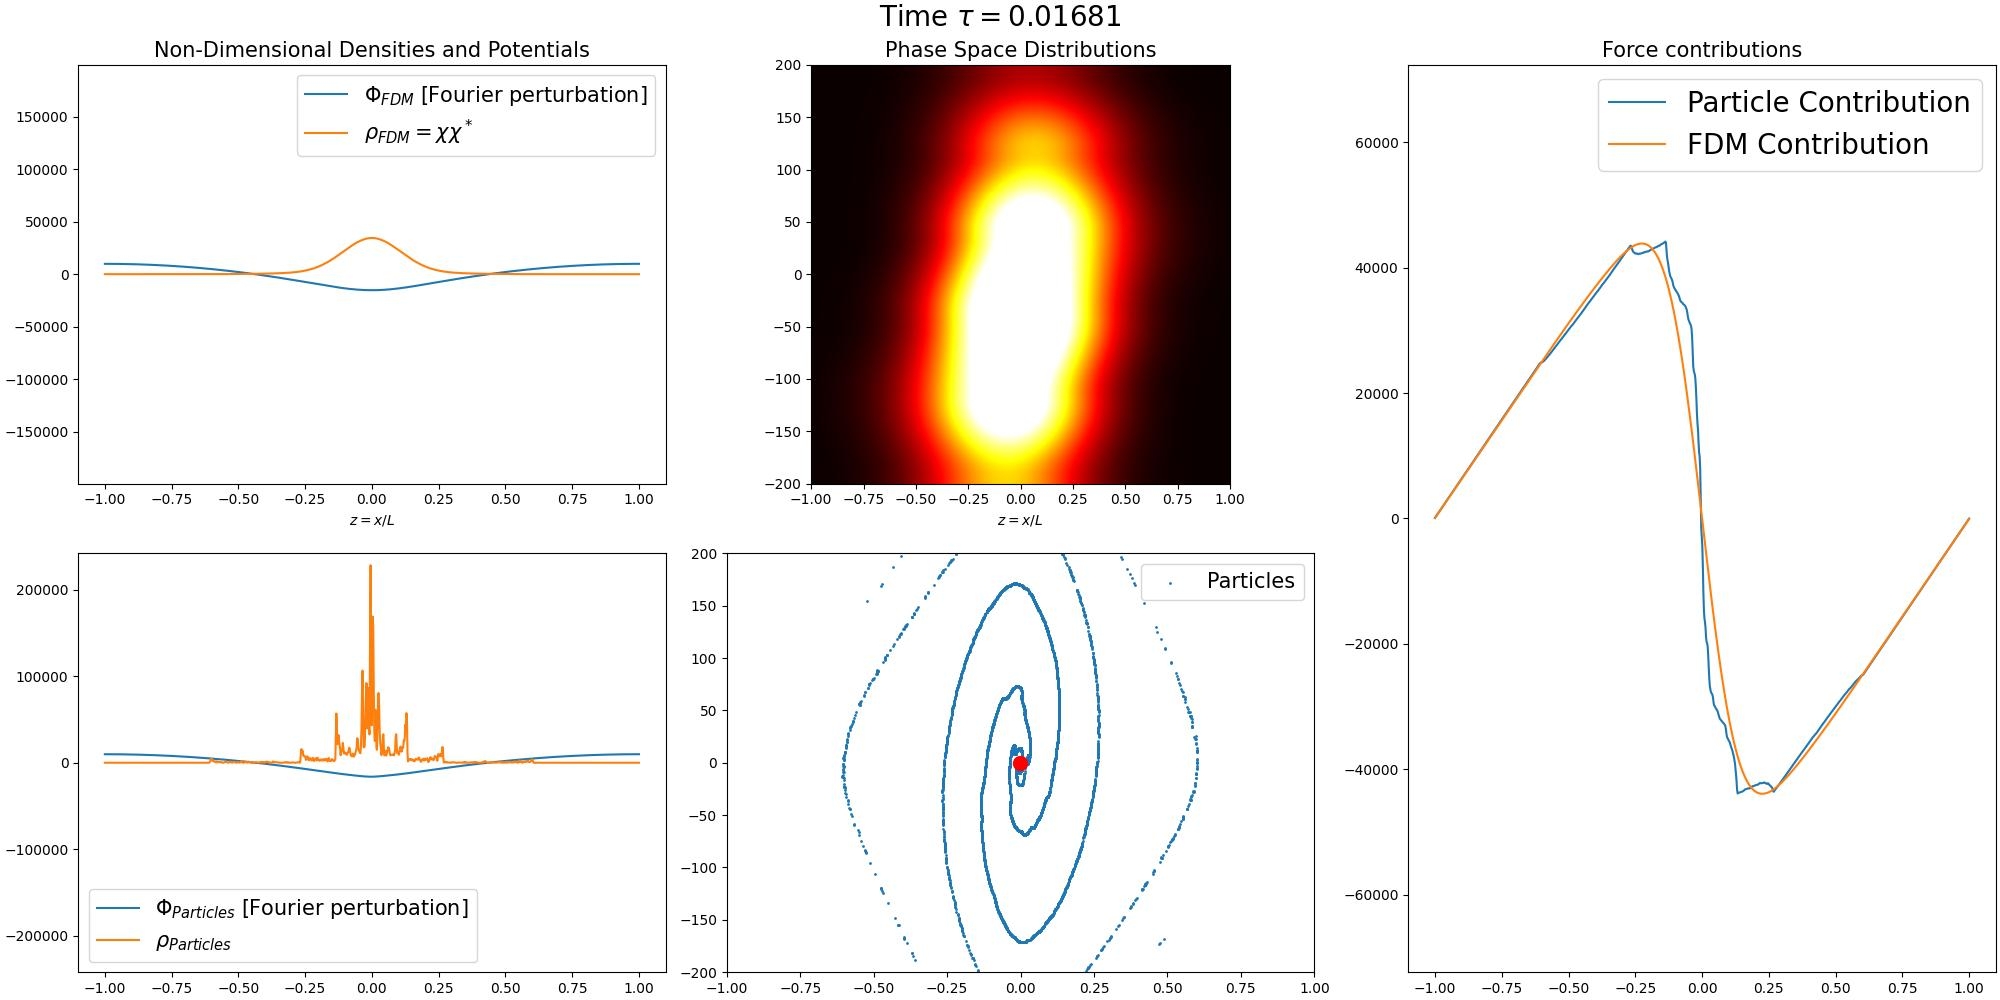 Time τ = 0.01681
Non-Dimensional Densities and Potentials
Φ_FDM [Fourier perturbation]
ρ_FDM = χχ*
150000
100000
50000
0
−50000
−100000
−150000
−1.00 −0.75 −0.50 −0.25 0.00 0.25 0.50 0.75 1.00
z = x/L
Phase Space Distributions
200
150
100
50
0
−50
−100
−150
−200
−1.00 −0.75 −0.50 −0.25 0.00 0.25 0.50 0.75 1.00
z = x/L
Force contributions
Particle Contribution
FDM Contribution
60000
40000
20000
0
−20000
−40000
−60000
−1.00 −0.75 −0.50 −0.25 0.00 0.25 0.50 0.75 1.00
200000
100000
0
−100000
−200000
Φ_Particles [Fourier perturbation]
ρ_Particles
−1.00 −0.75 −0.50 −0.25 0.00 0.25 0.50 0.75 1.00
Particles
200
150
100
50
0
−50
−100
−150
−200
−1.00 −0.75 −0.50 −0.25 0.00 0.25 0.50 0.75 1.00